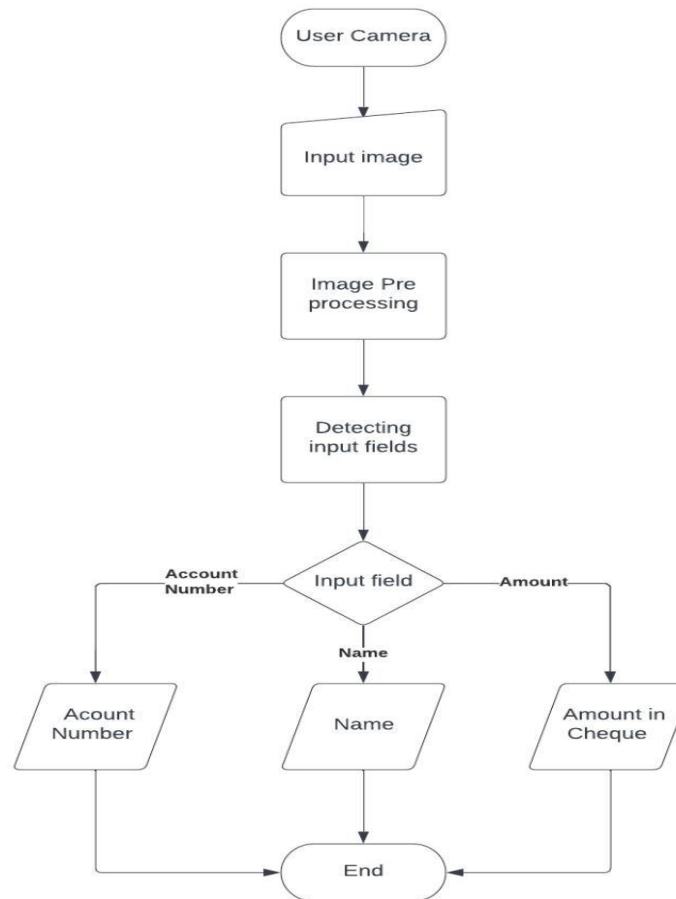 User Camera
Input image
Image Pre
processing
Detecting
input fields
Input field
Account
Number
Amount
Name
Acount
Number
Name
Amount in
Cheque
End